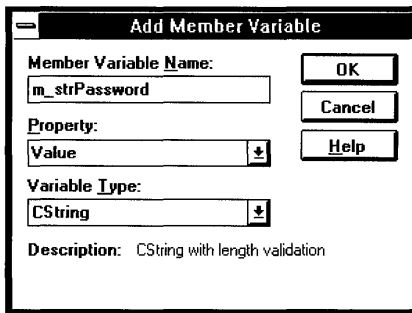 Add Member Variable
Member Variable Name:
m_strPassword
Property:
Value
Variable Type:
CString
Description: CString with length validation
OK
Cancel
Help